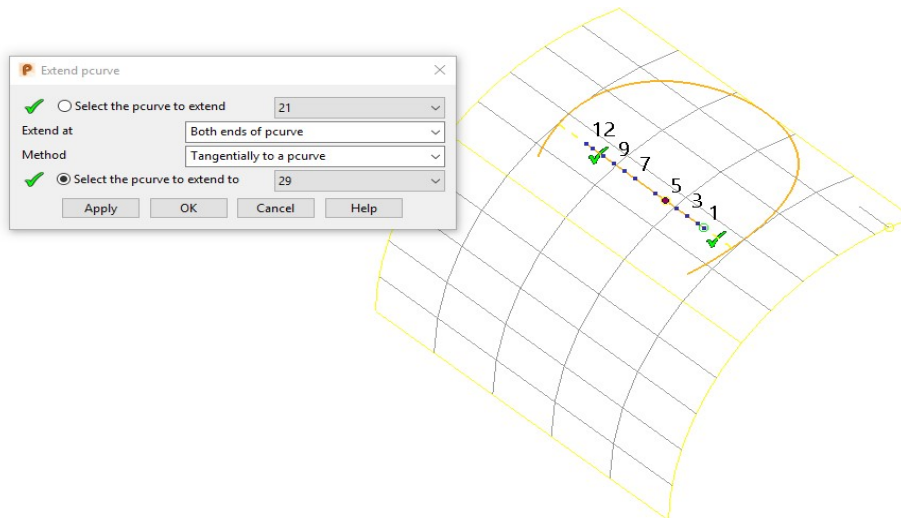 Extend pcurve
Select the pcurve to extend 21
Extend at Both ends of pcurve
Method Tangentially to a pcurve
Select the pcurve to extend to 29
Apply OK Cancel Help
12
9
7
5
3
1